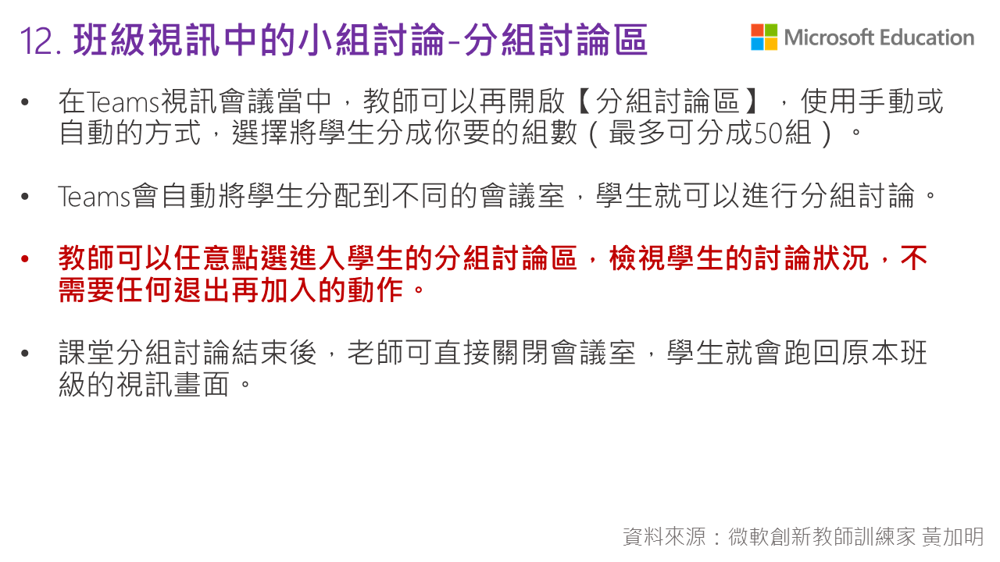 12. 班級視訊中的小組討論-分組討論區
Microsoft Education
• 在Teams視訊會議當中，教師可以再開啟【分組討論區】，使用手動或
自動的方式，選擇將學生分成你要的組數（最多可分成50組）。
• Teams會自動將學生分配到不同的會議室，學生就可以進行分組討論。
• 教師可以任意點選進入學生的分組討論區，檢視學生的討論狀況，不
需要任何退出再加入的動作。
• 課堂分組討論結束後，老師可直接關閉會議室，學生就會跑回原本班
級的視訊畫面。
資料來源：微軟創新教師訓練家 黃加明